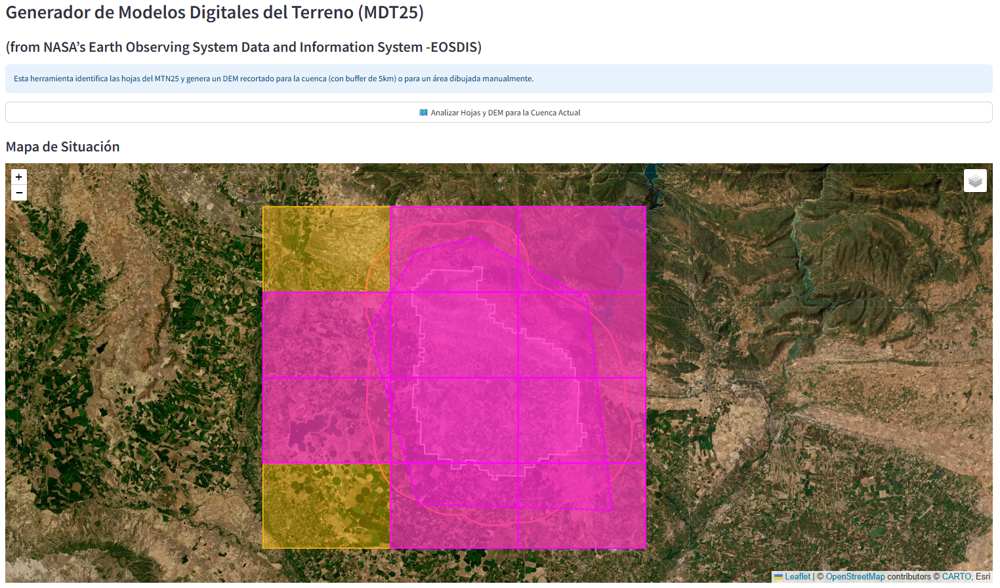 Generador de Modelos Digitales del Terreno (MDT25)
(from NASA’s Earth Observing System Data and Information System -EOSDIS)
Esta herramienta identifica las hojas del MTN25 y genera un DEM recortado para la cuenca (con buffer de 5km) o para un área dibujada manualmente.
Analizar Hojas y DEM para la Cuenca Actual
Mapa de Situación
+
−
Leaflet | © OpenStreetMap contributors © CARTO, Esri